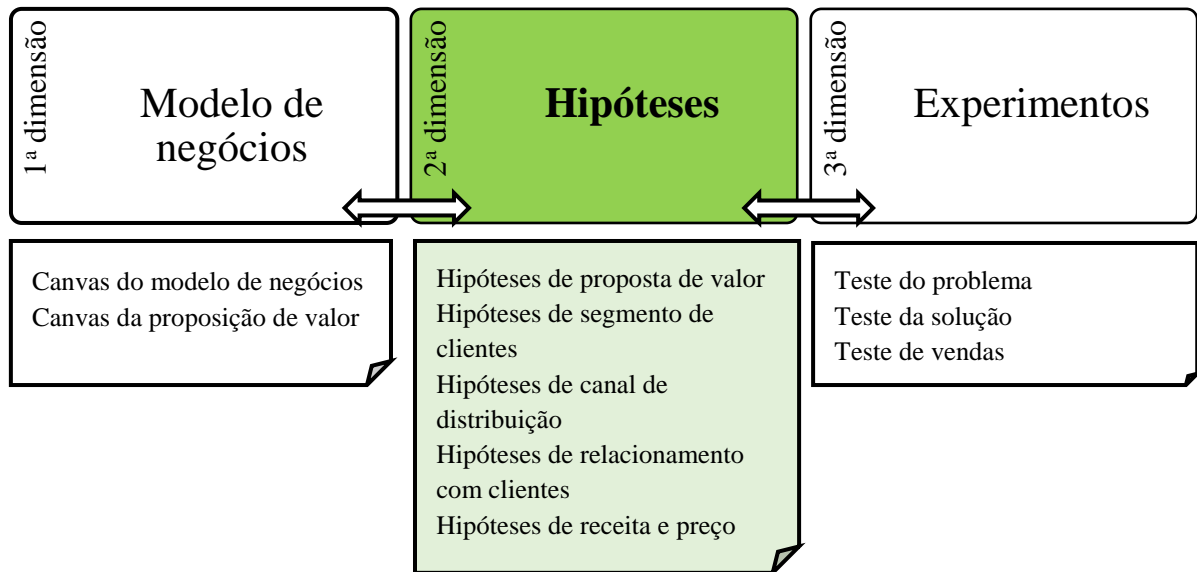 1ª dimensão
Modelo de
negócios
Canvas do modelo de negócios
Canvas da proposição de valor
2ª dimensão
Hipóteses
Hipóteses de proposta de valor
Hipóteses de segmento de
clientes
Hipóteses de canal de
distribuição
Hipóteses de relacionamento
com clientes
Hipóteses de receita e preço
3ª dimensão
Experimentos
Teste do problema
Teste da solução
Teste de vendas